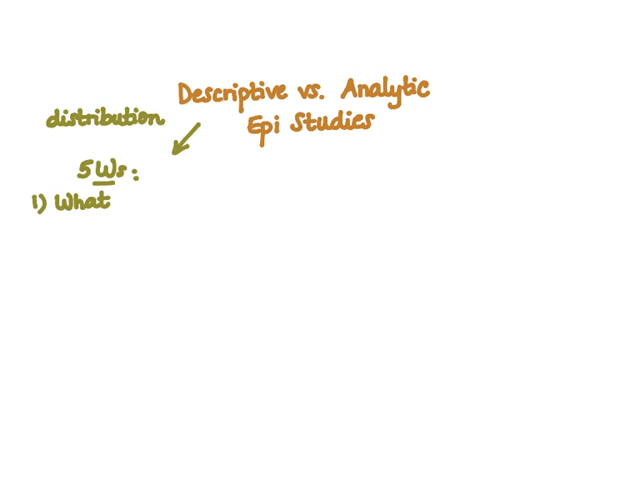 Descriptive vs. Analytic
Epi Studies
distribution
5Ws:
1) What